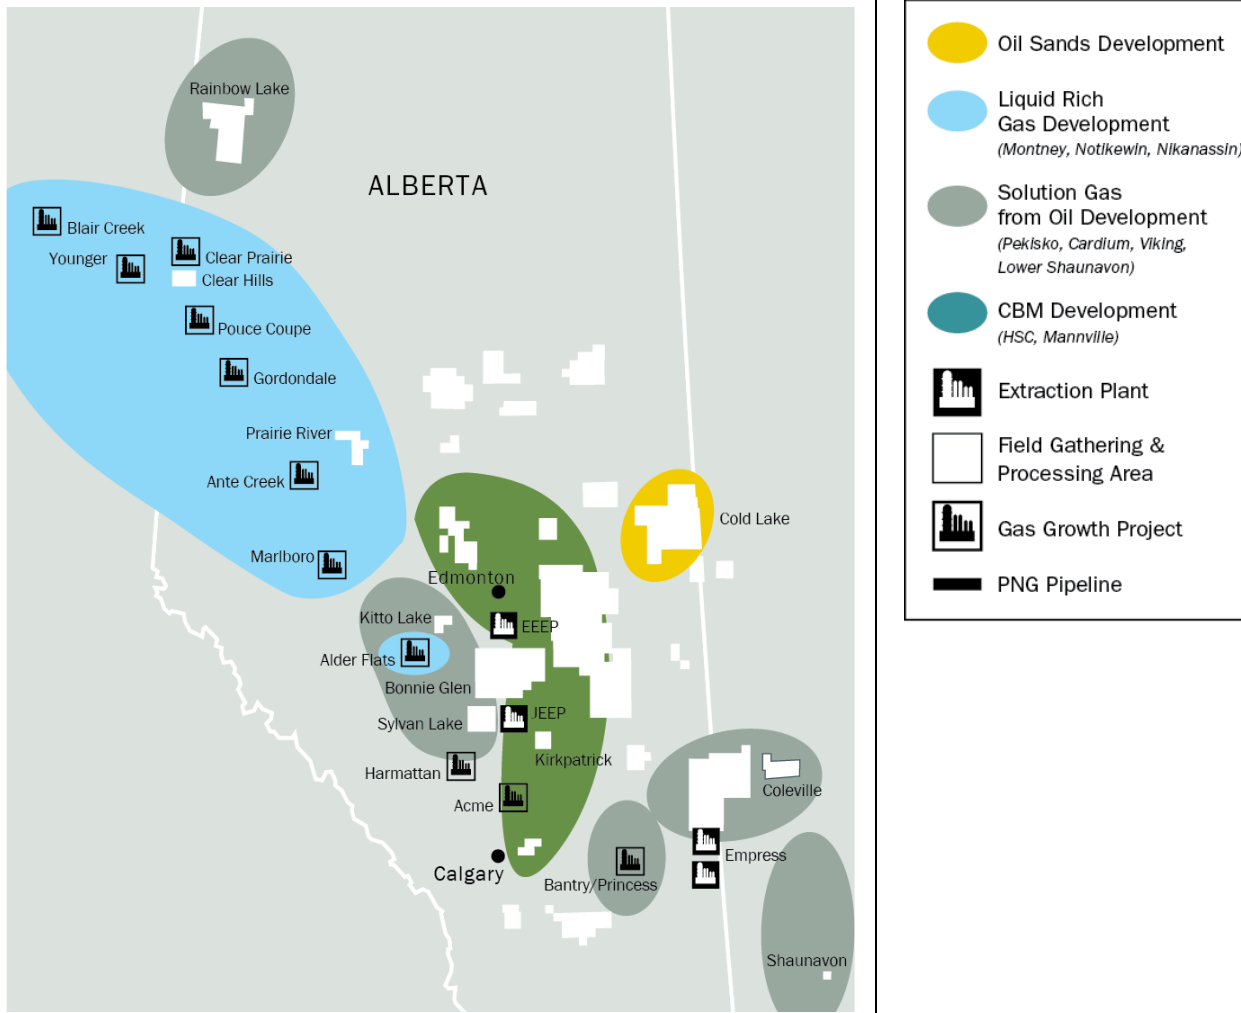 Rainbow Lake
ALBERTA
Blair Creek
Younger
Clear Prairie
Clear Hills
Pouce Coupe
Gordondale
Prairie River
Ante Creek
Cold Lake
Marlboro
Edmonton
Kitto Lake
EEEP
Alder Flats
Bonnie Glen
JEEP
Sylvan Lake
Kirkpatrick
Harmattan
Coleville
Acme
Empress
Calgary
Bantry/Princess
Shaunavon
Oil Sands Development
Liquid Rich
Gas Development
(Montney, Notikewin, Nikanassin)
Solution Gas
from Oil Development
(Pekisko, Cardium, Viking,
Lower Shaunavon)
CBM Development
(HSC, Mannville)
Extraction Plant
Field Gathering &
Processing Area
Gas Growth Project
PNG Pipeline